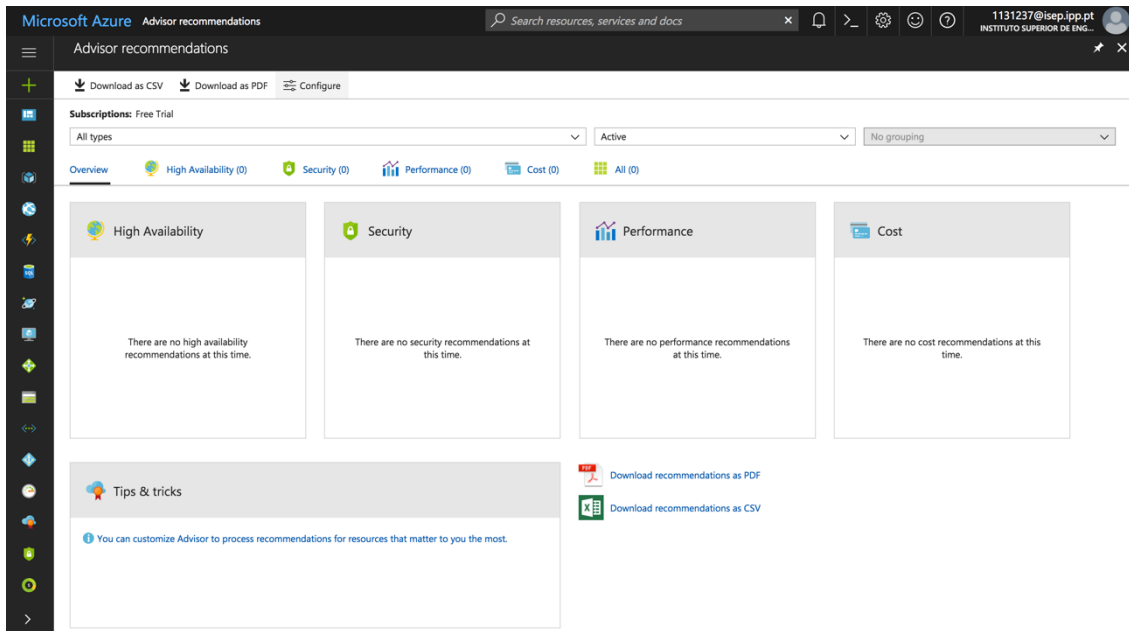 Microsoft Azure Advisor recommendations
Search resources, services and docs
1131237@isep.ipp.pt
INSTITUTO SUPERIOR DE ENG...
Advisor recommendations
Download as CSV Download as PDF Configure
Subscriptions: Free Trial
All types Active No grouping
Overview High Availability (0) Security (0) Performance (0) Cost (0) All (0)
High Availability
Security
Performance
Cost
There are no high availability
recommendations at this time.
There are no security recommendations at
this time.
There are no performance recommendations
at this time.
There are no cost recommendations at this
time.
Tips & tricks
You can customize Advisor to process recommendations for resources that matter to you the most.
PDF
Download recommendations as PDF
Download recommendations as CSV
SQL